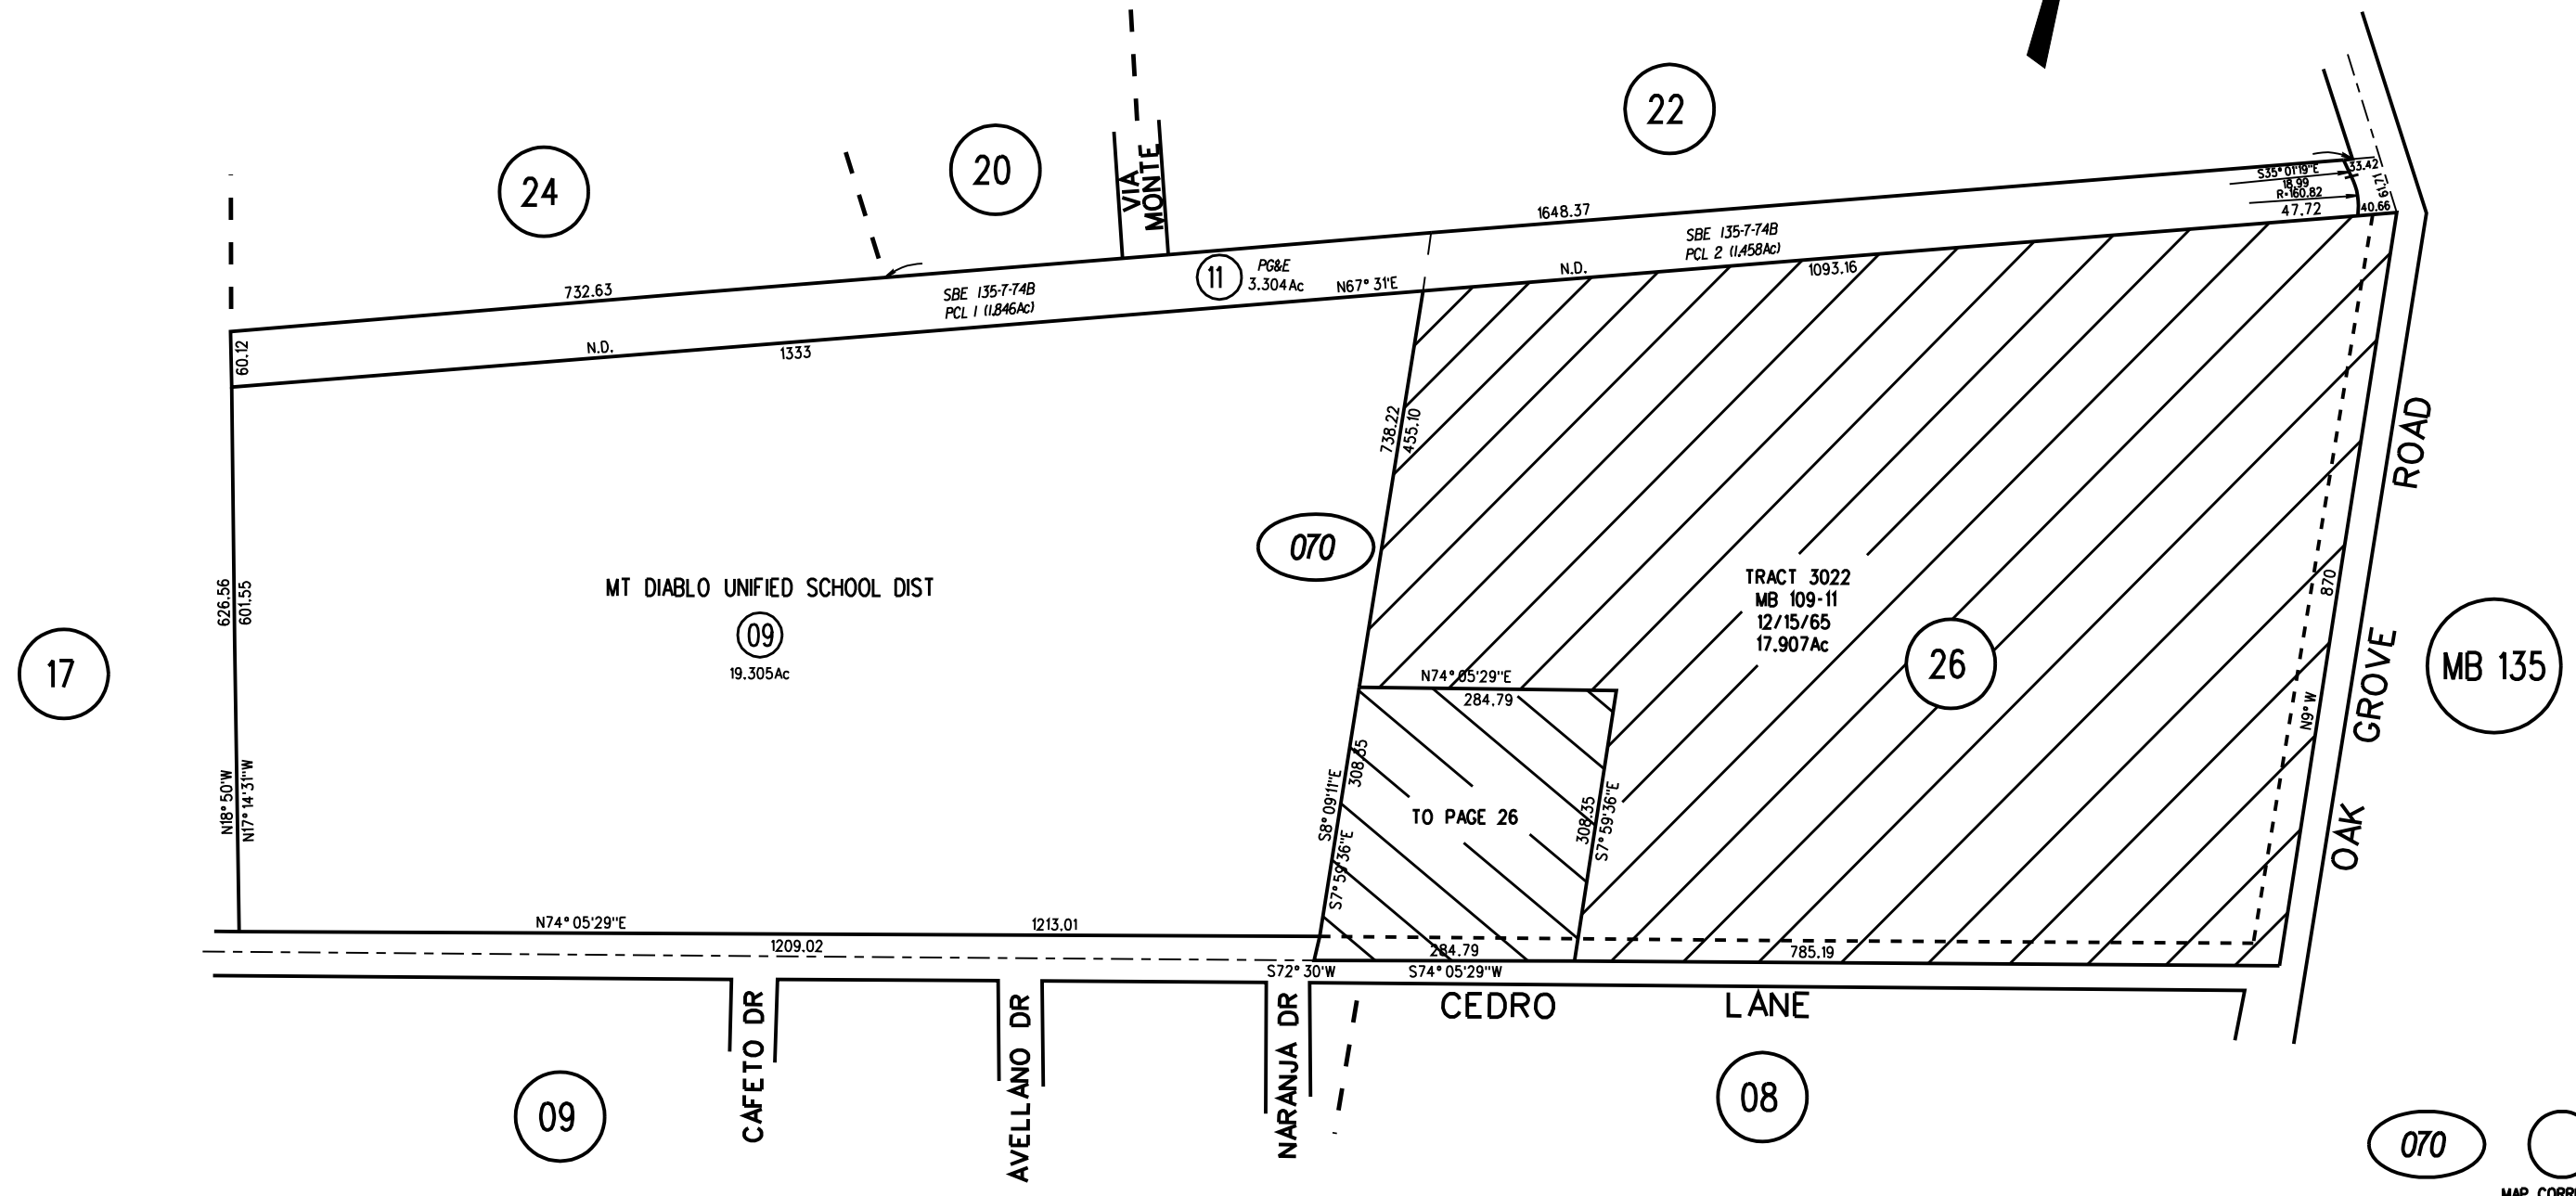 22
24
20
VIA
MONTE
S35°01'19"E
18.99
R=160.82
47.72
33.42
40.66
1648.37
SBE 135-7-74B
PCL 2 (1.458Ac)
732.63
11
PG&E
3.304Ac
N67°31'E
N.D.
1093.16
SBE 135-7-74B
PCL 1 (1.846Ac)
60.12
N.D.
1333
738.22
455.10
ROAD
070
MT DIABLO UNIFIED SCHOOL DIST
09
19.305Ac
626.56
601.55
TRACT 3022
MB 109-11
12/15/65
17.907Ac
26
870
17
MB 135
GROVE
N74°05'29"E
284.79
N9°W
308.35
S8°09'11"E
S7°59'36"E
TO PAGE 26
308.35
S7°59'36"E
N18°50'W
N17°14'31"W
OAK
N74°05'29"E
1213.01
1209.02
284.79
785.19
S72°30'W
S74°05'29"W
CEDRO LANE
CAFETO DR
AVELLANO DR
NARANJA DR
09
08
070